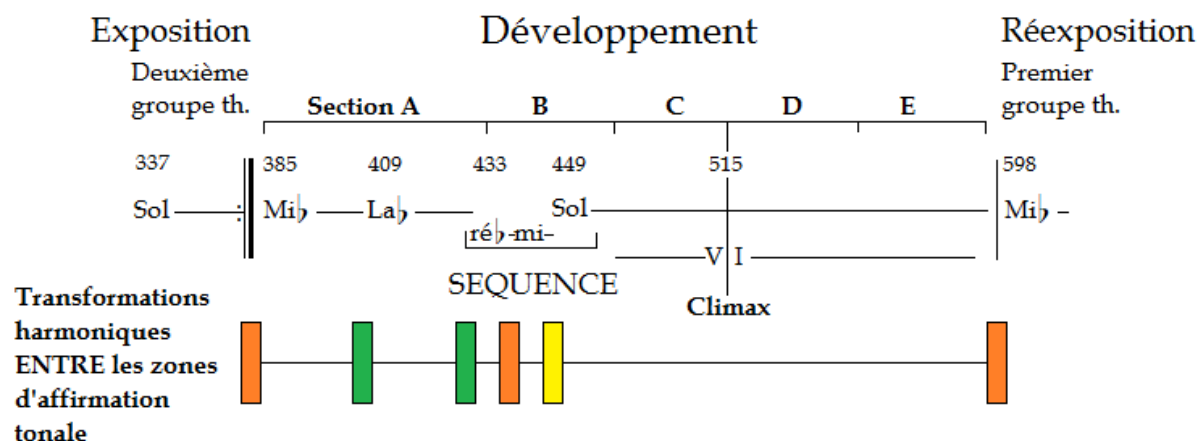 Exposition
Développement
Réexposition
Deuxième
groupe th.
Premier
groupe th.
Section A
B
C
D
E
337
385
409
433
449
515
598
Sol
Mi♭
La♭
Sol
Mi♭
ré♭-mi-
V I
SEQUENCE
Climax
Transformations
harmoniques
ENTRE les zones
d'affirmation
tonale